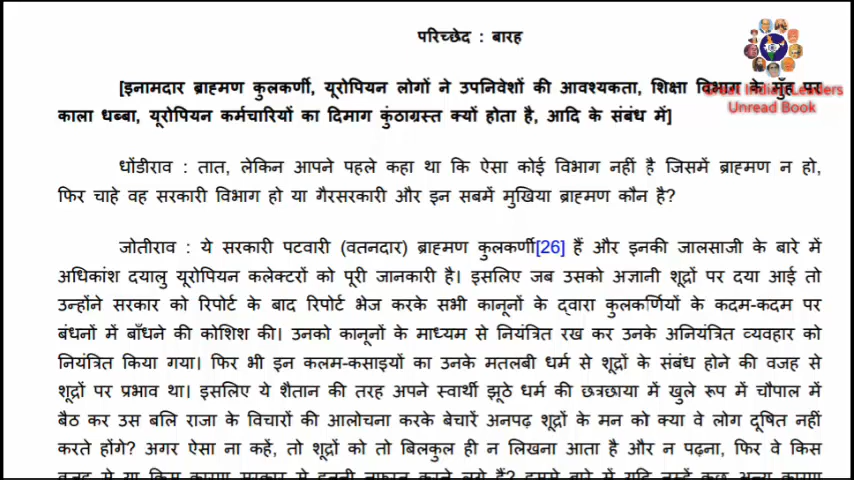 परिच्छेद : बारह
Great Indian Leaders
Unread Book
[इनामदार ब्राह्मण कुलकर्णी, यूरोपियन लोगों ने उपनिवेशों की आवश्यकता, शिक्षा विभाग के मुँह पर
काला धब्बा, यूरोपियन कर्मचारियों का दिमाग कुंठाग्रस्त क्यों होता है, आदि के संबंध में]
धोंडीराव : तात, लेकिन आपने पहले कहा था कि ऐसा कोई विभाग नहीं है जिसमें ब्राह्मण न हो,
फिर चाहे वह सरकारी विभाग हो या गैरसरकारी और इन सबमें मुखिया ब्राह्मण कौन है?
जोतीराव : ये सरकारी पटवारी (वतनदार) ब्राह्मण कुलकर्णी[26] हैं और इनकी जालसाजी के बारे में
अधिकांश दयालु यूरोपियन कलेक्टरों को पूरी जानकारी है। इसलिए जब उसको अज्ञानी शूद्रों पर दया आई तो
उन्होंने सरकार को रिपोर्ट के बाद रिपोर्ट भेज करके सभी कानूनों के द्वारा कुलकर्णियों के कदम-कदम पर
बंधनों में बाँधने की कोशिश की। उनको कानूनों के माध्यम से नियंत्रित रख कर उनके अनियंत्रित व्यवहार को
नियंत्रित किया गया। फिर भी इन कलम-कसाइयों का उनके मतलबी धर्म से शूद्रों के संबंध होने की वजह से
शूद्रों पर प्रभाव था। इसलिए ये शैतान की तरह अपने स्वार्थी झूठे धर्म की छत्रछाया में खुले रूप में चौपाल में
बैठ कर उस बलि राजा के विचारों की आलोचना करके बेचारें अनपढ़ शूद्रों के मन को क्या वे लोग दूषित नहीं
करते होंगे? अगर ऐसा ना कहें, तो शूद्रों को तो बिलकुल ही न लिखना आता है और न पढ़ना, फिर वे किस